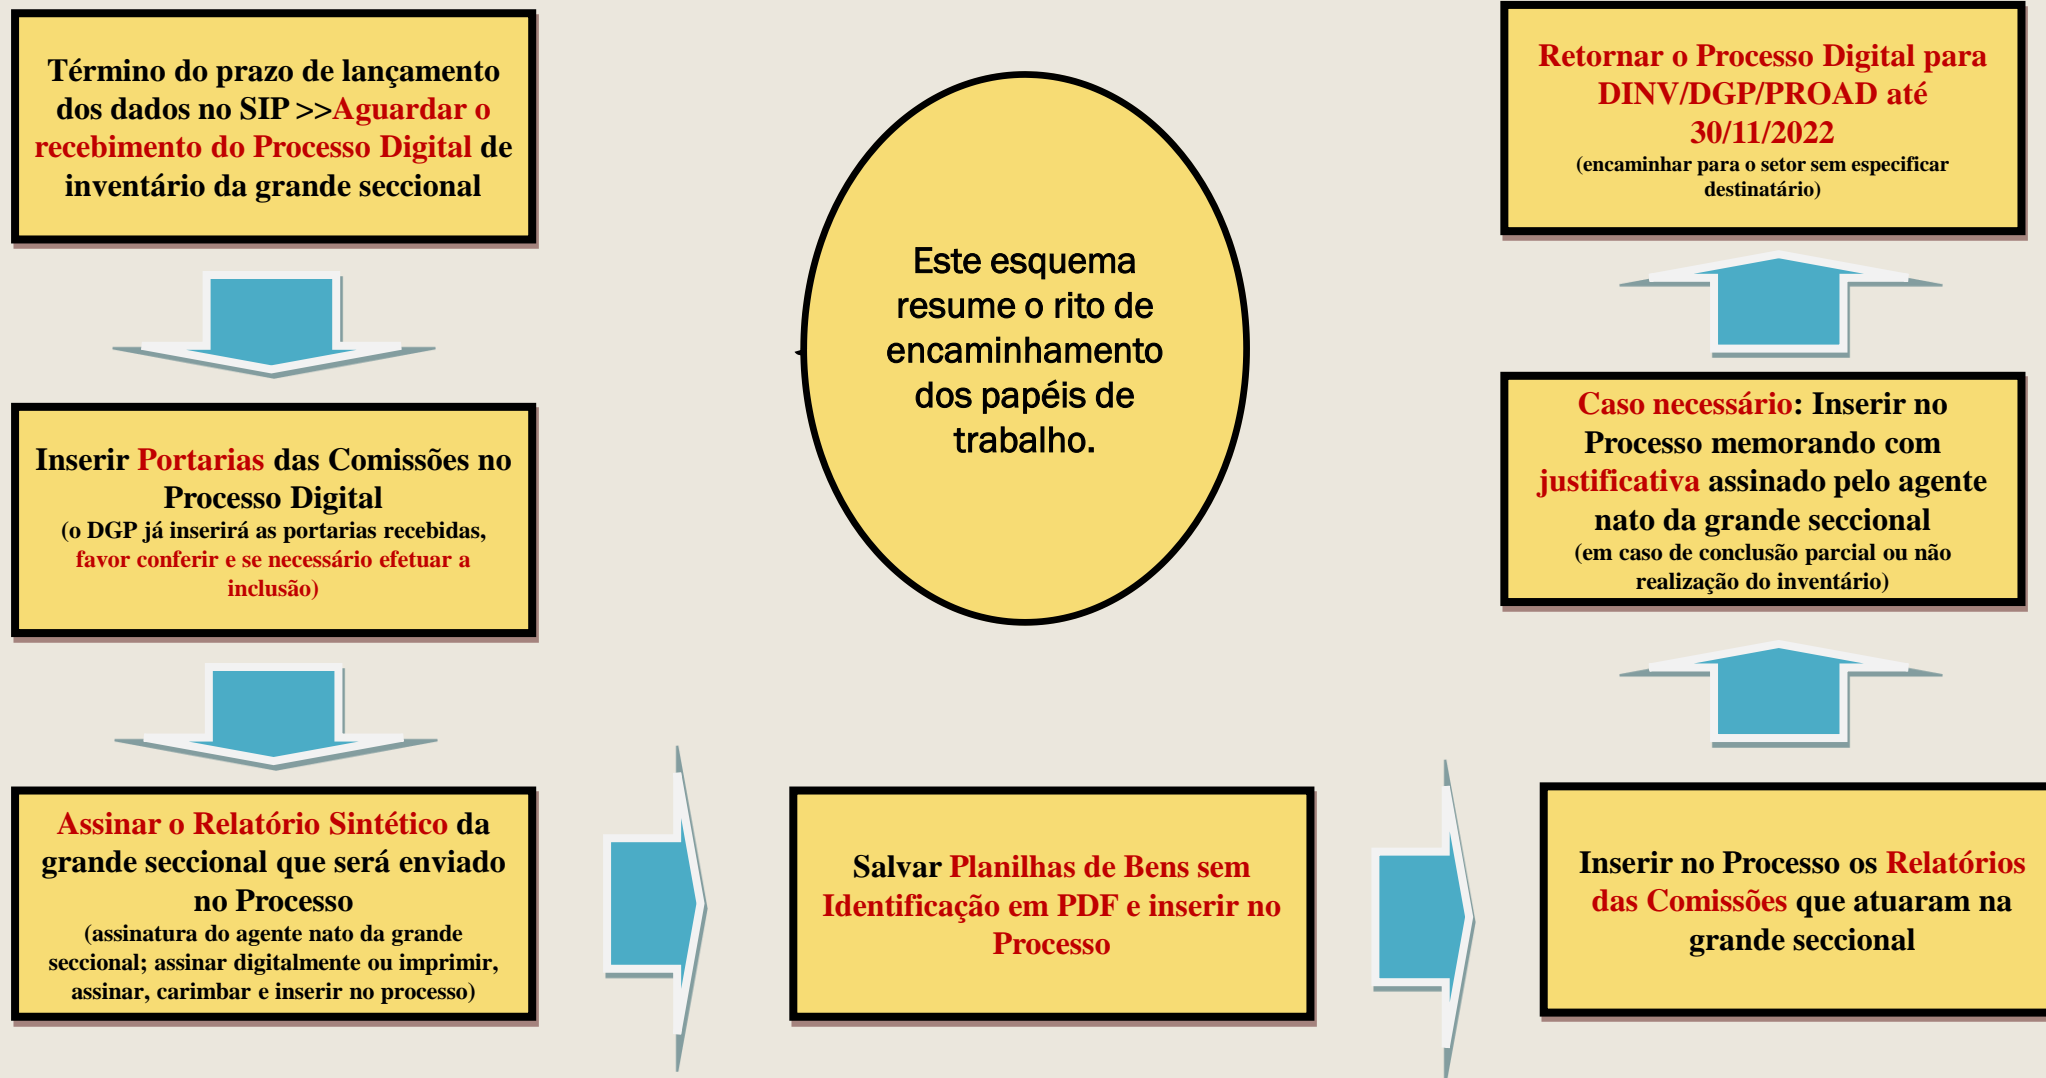 Término do prazo de lançamento
dos dados no SIP >>Aguardar o
recebimento do Processo Digital de
inventário da grande seccional
Inserir Portarias das Comissões no
Processo Digital
(o DGP já inserirá as portarias recebidas,
favor conferir e se necessário efetuar a
inclusão)
Assinar o Relatório Sintético da
grande seccional que será enviado
no Processo
(assinatura do agente nato da grande
seccional; assinar digitalmente ou imprimir,
assinar, carimbar e inserir no processo)
Este esquema
resume o rito de
encaminhamento
dos papéis de
trabalho.
Salvar Planilhas de Bens sem
Identificação em PDF e inserir no
Processo
Inserir no Processo os Relatórios
das Comissões que atuaram na
grande seccional
Caso necessário: Inserir no
Processo memorando com
justificativa assinado pelo agente
nato da grande seccional
(em caso de conclusão parcial ou não
realização do inventário)
Retornar o Processo Digital para
DINV/DGP/PROAD até
30/11/2022
(encaminhar para o setor sem especificar
destinatário)